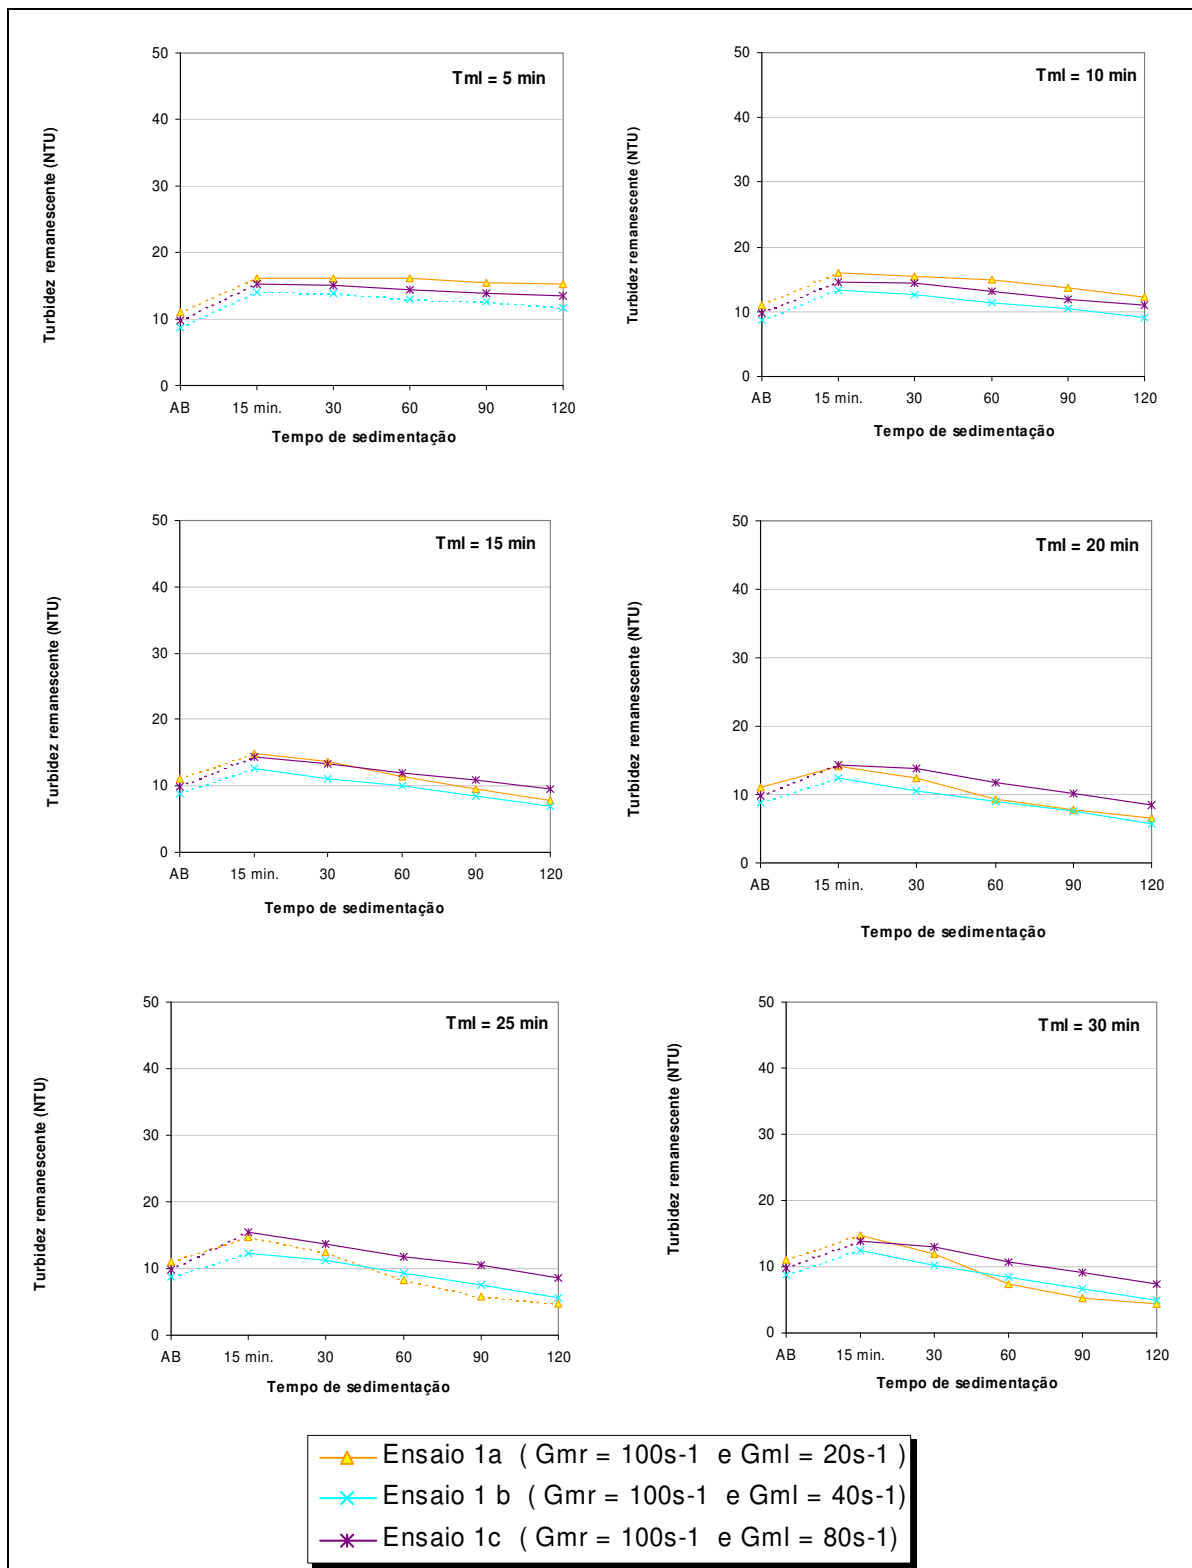 Tml = 5 min
Turbidez remanescente (NTU)
50
40
30
20
10
0
AB 15 min. 30 60 90 120
Tempo de sedimentação
Tml = 10 min
Turbidez remanescente (NTU)
50
40
30
20
10
0
AB 15 min. 30 60 90 120
Tempo de sedimentação
Tml = 15 min
Turbidez remanescente (NTU)
50
40
30
20
10
0
AB 15 min. 30 60 90 120
Tempo de sedimentação
Tml = 20 min
Turbidez remanescente (NTU)
50
40
30
20
10
0
AB 15 min. 30 60 90 120
Tempo de sedimentação
Tml = 25 min
Turbidez remanescente (NTU)
50
40
30
20
10
0
AB 15 min. 30 60 90 120
Tempo de sedimentação
Tml = 30 min
Turbidez remanescente (NTU)
50
40
30
20
10
0
AB 15 min. 30 60 90 120
Tempo de sedimentação
Ensaio 1a ( Gmr = 100s-1 e Gml = 20s-1 )
Ensaio 1 b ( Gmr = 100s-1 e Gml = 40s-1)
Ensaio 1c ( Gmr = 100s-1 e Gml = 80s-1)